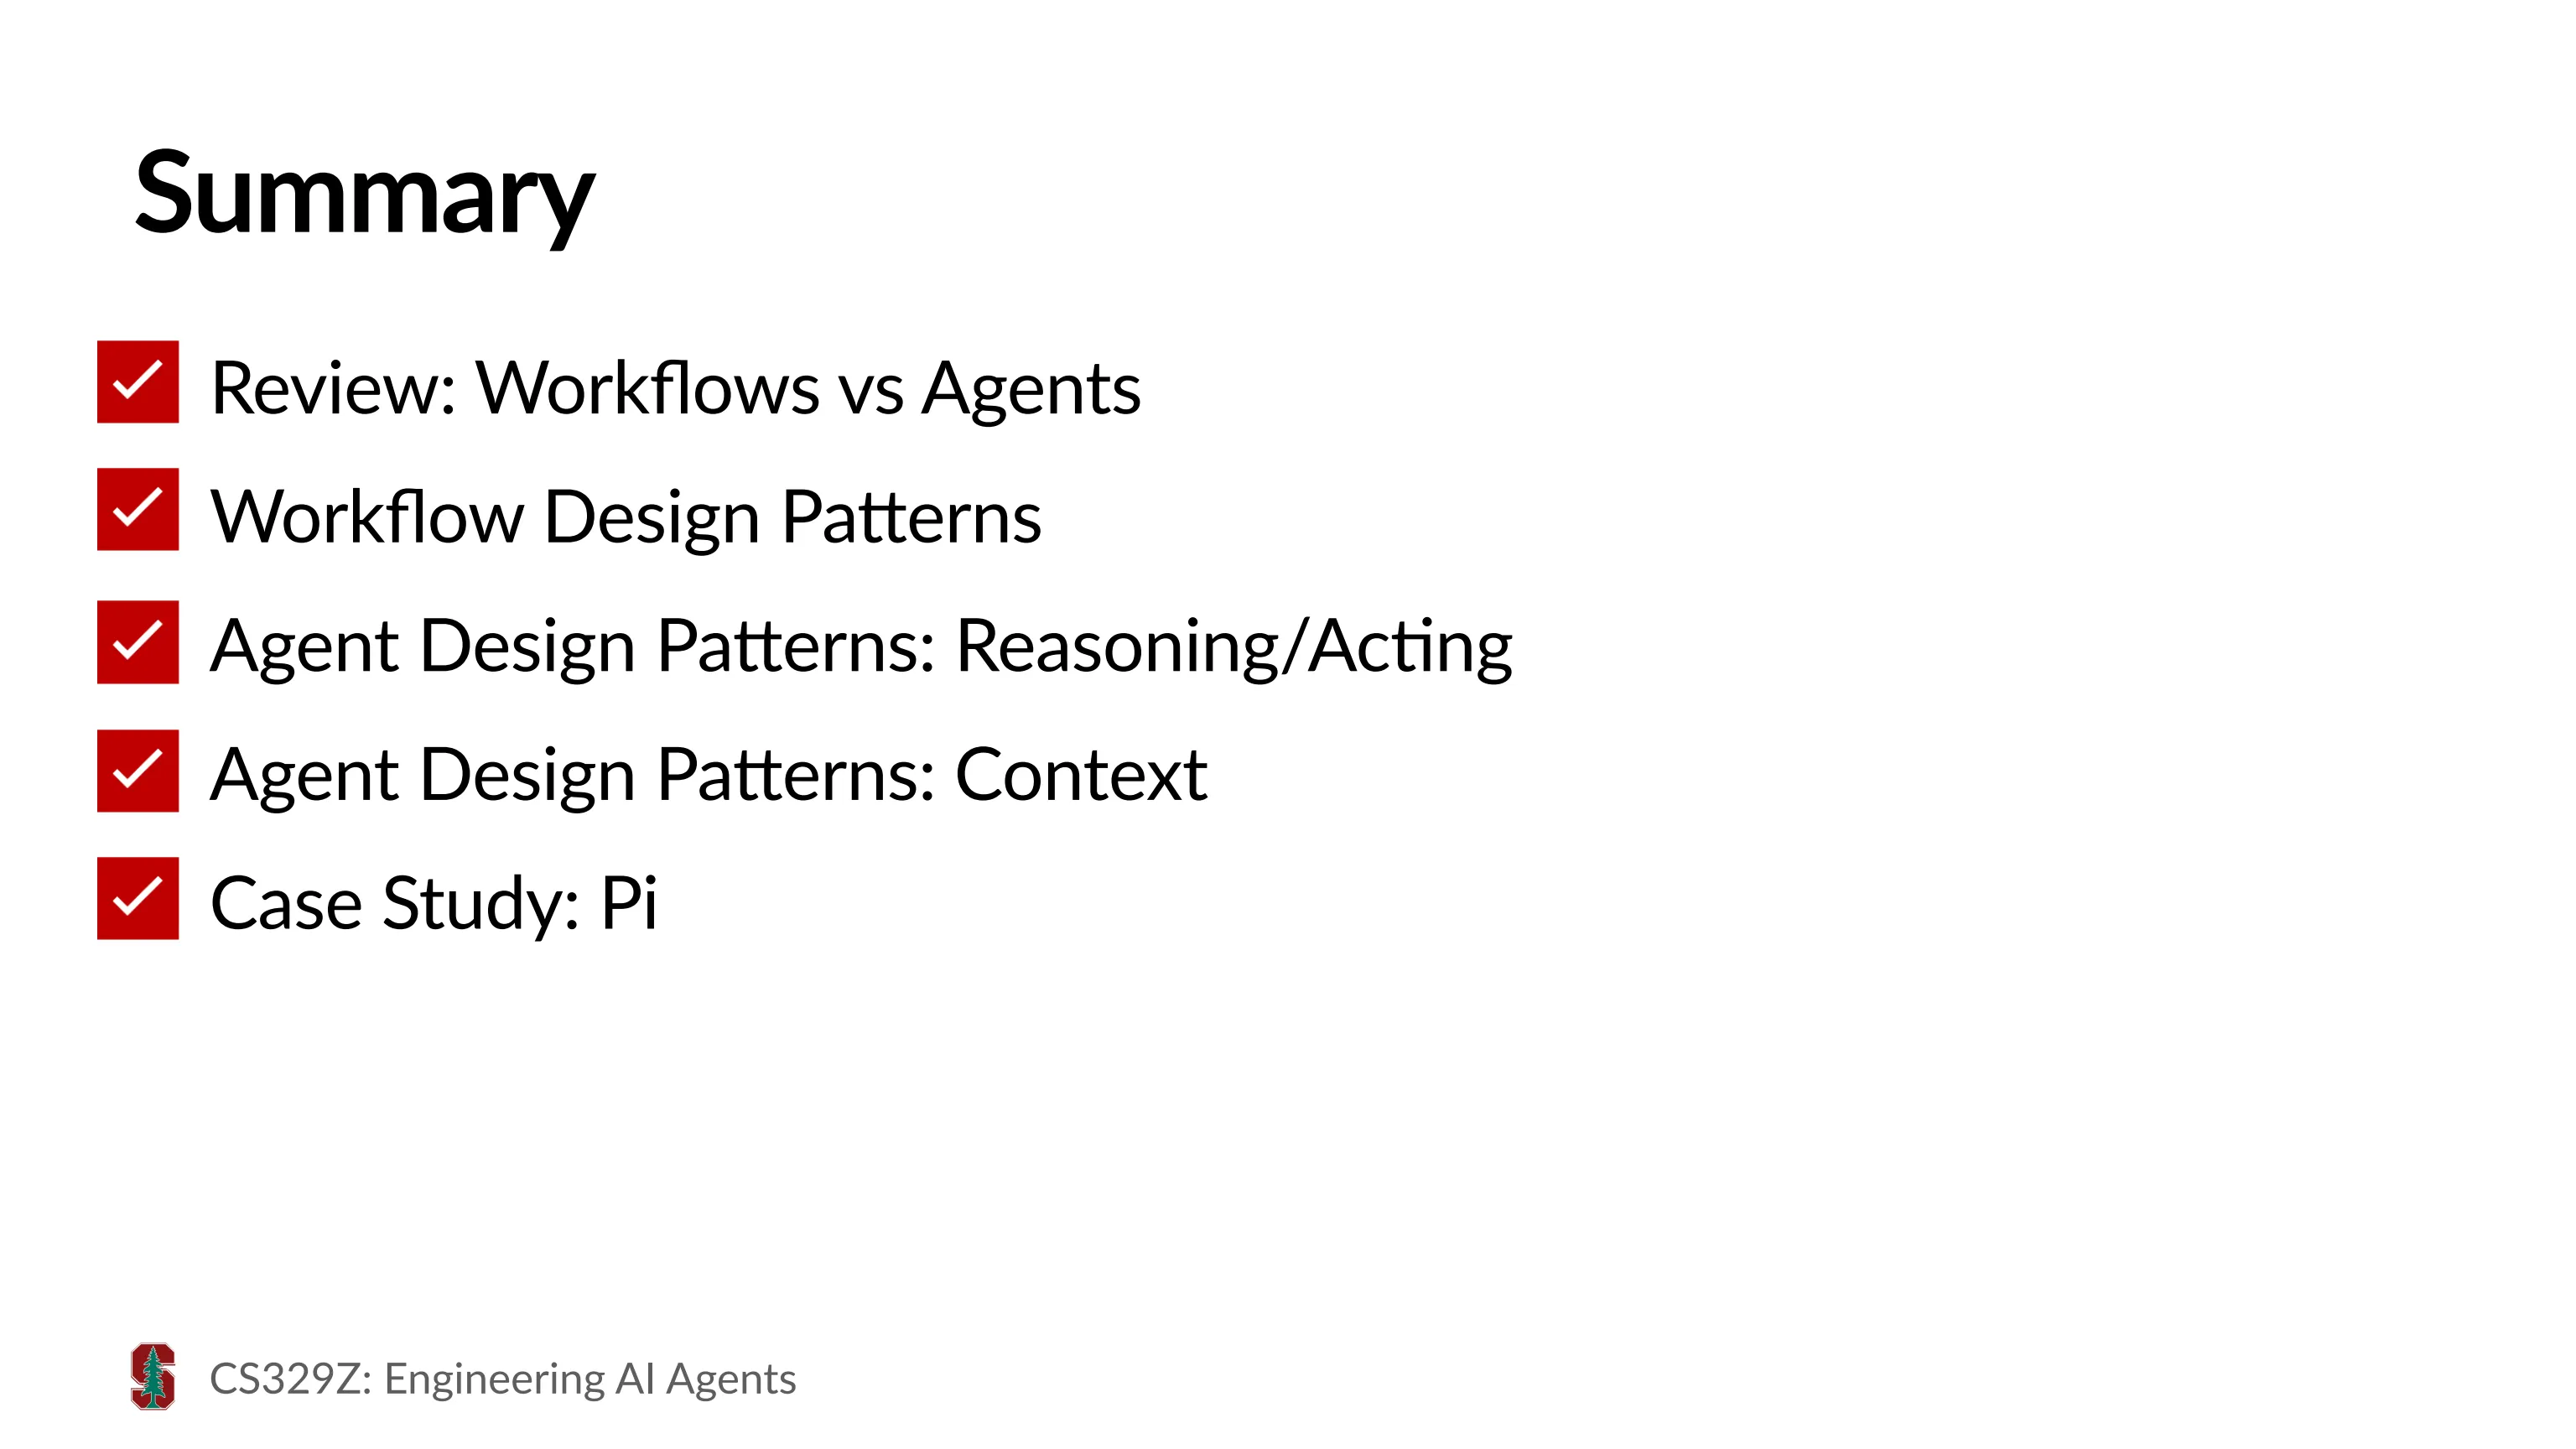 Summary
Review: Workflows vs Agents
Workflow Design Patterns
Agent Design Patterns: Reasoning/Acting
Agent Design Patterns: Context
Case Study: Pi
CS329Z: Engineering AI Agents